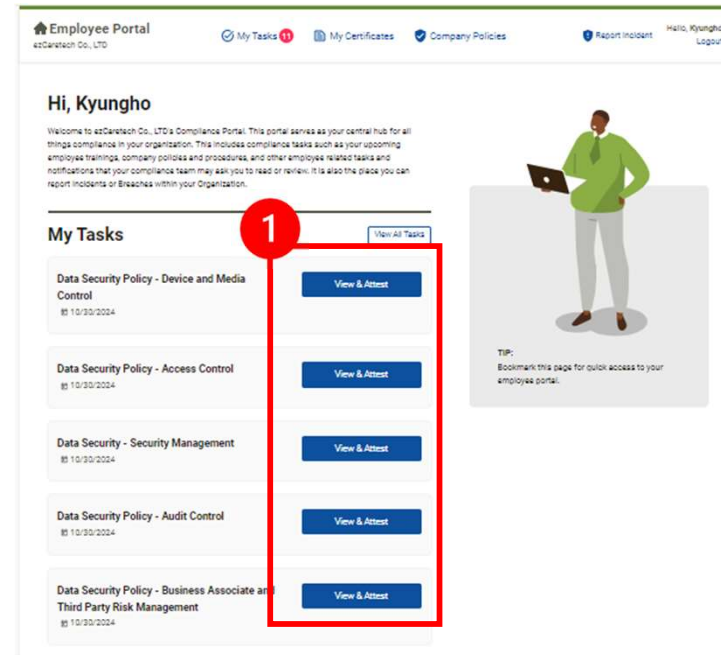 Employee Portal
ezCaretech Co., LTD
My Tasks 11
My Certificates
Company Policies
Report Incident
Hello, Kyungho
Logout
Hi, Kyungho
Welcome to ezCaretech Co., LTD's Compliance Portal. This portal serves as your central hub for all
things compliance in your organization. This includes compliance tasks such as your upcoming
employee trainings, company policies and procedures, and other employee related tasks and
notifications that your compliance team may ask you to read or review. It is also the place you can
report incidents or Breaches within your Organization.
1
My Tasks
View All Tasks
Data Security Policy - Device and Media
Control
10/30/2024
View & Attest
Data Security Policy - Access Control
10/30/2024
View & Attest
Data Security - Security Management
10/30/2024
View & Attest
Data Security Policy - Audit Control
10/30/2024
View & Attest
Data Security Policy - Business Associate and
Third Party Risk Management
10/30/2024
View & Attest
TIP:
Bookmark this page for quick access to your
employee portal.